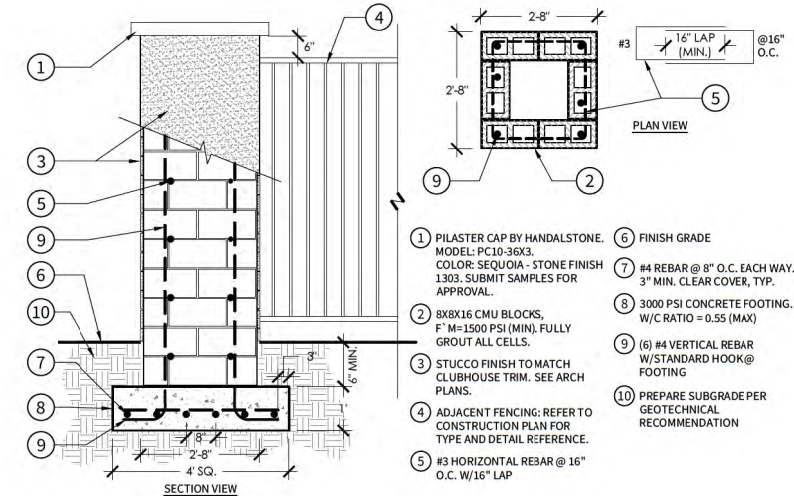 2'-8"
16" LAP
(MIN.)
#3
@16"
O.C.
2'-8"
5
PLAN VIEW
9
2
6"
4
1
3
5
9
6
10
7
8
9
3"
6" MIN.
1'
8"
2'-8"
4' SQ.
SECTION VIEW
1 PILASTER CAP BY HANDALSTONE.
MODEL: PC10-36X3.
COLOR: SEQUOIA - STONE FINISH
1303. SUBMIT SAMPLES FOR
APPROVAL.
2 8X8X16 CMU BLOCKS,
F`M=1500 PSI (MIN). FULLY
GROUT ALL CELLS.
3 STUCCO FINISH TO MATCH
CLUBHOUSE TRIM. SEE ARCH
PLANS.
4 ADJACENT FENCING: REFER TO
CONSTRUCTION PLAN FOR
TYPE AND DETAIL REFERENCE.
5 #3 HORIZONTAL REBAR @ 16"
O.C. W/16" LAP
6 FINISH GRADE
7 #4 REBAR @ 8" O.C. EACH WAY.
3" MIN. CLEAR COVER, TYP.
8 3000 PSI CONCRETE FOOTING.
W/C RATIO = 0.55 (MAX)
9 (6) #4 VERTICAL REBAR
W/STANDARD HOOK@
FOOTING
10 PREPARE SUBGRADE PER
GEOTECHNICAL
RECOMMENDATION